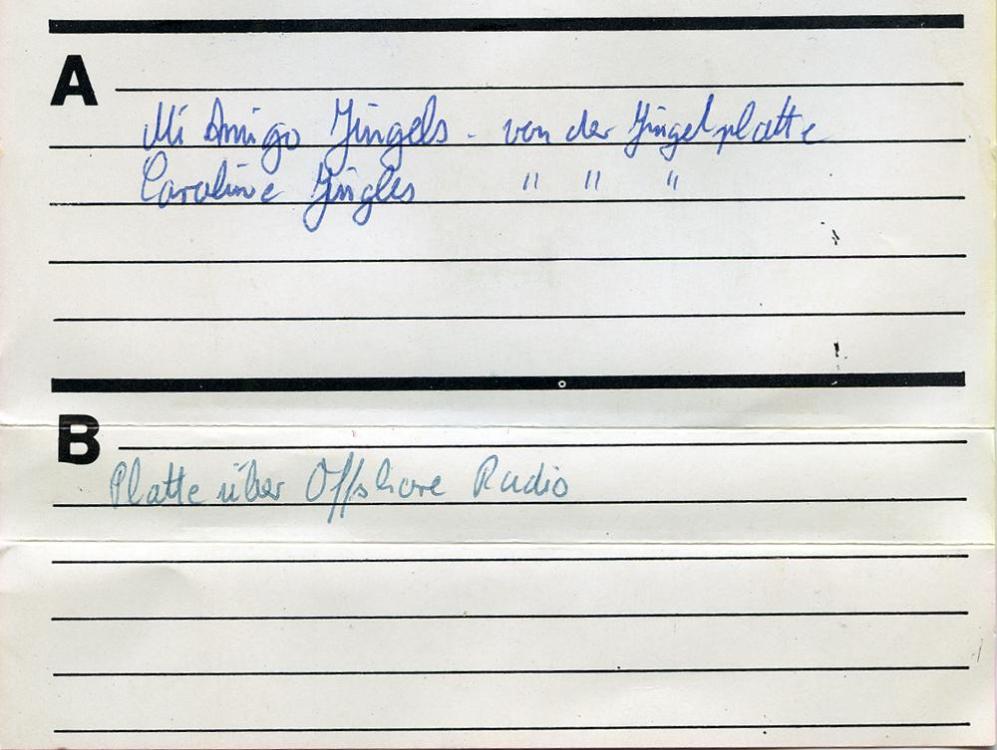 A
Mi Amigo Jingels - von der Jingelplatte
Caroline Jingles " " "
B
Platte über Offshore Radio